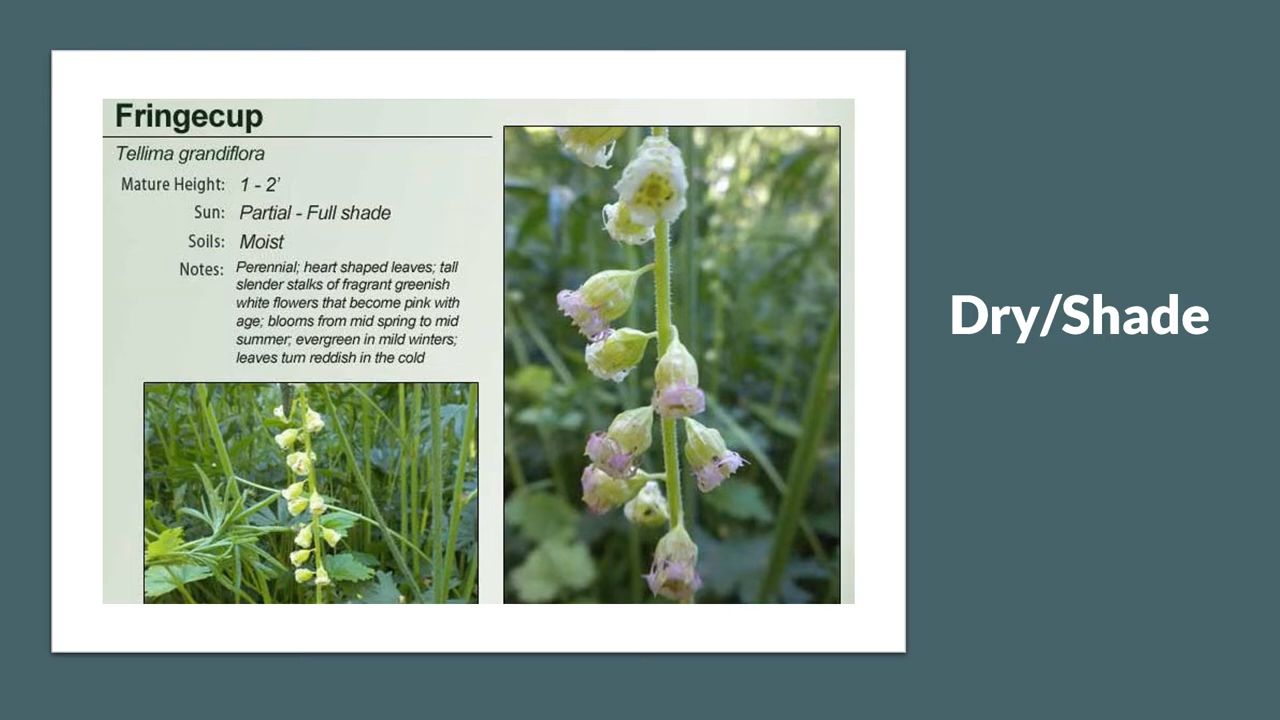 Fringecup
Tellima grandiflora
Mature Height: 1 - 2'
Sun: Partial - Full shade
Soils: Moist
Notes: Perennial; heart shaped leaves; tall
slender stalks of fragrant greenish
white flowers that become pink with
age; blooms from mid spring to mid
summer; evergreen in mild winters;
leaves turn reddish in the cold
Dry/Shade